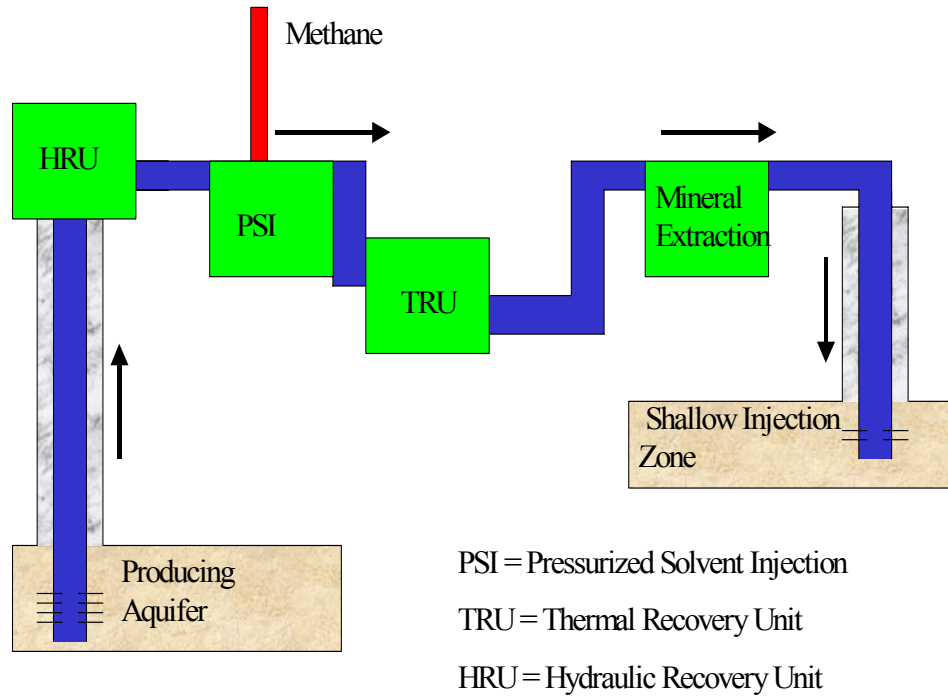 Methane
HRU
PSI
Mineral
Extraction
TRU
Shallow Injection
Zone
Producing
Aquifer
PSI = Pressurized Solvent Injection
TRU = Thermal Recovery Unit
HRU = Hydraulic Recovery Unit